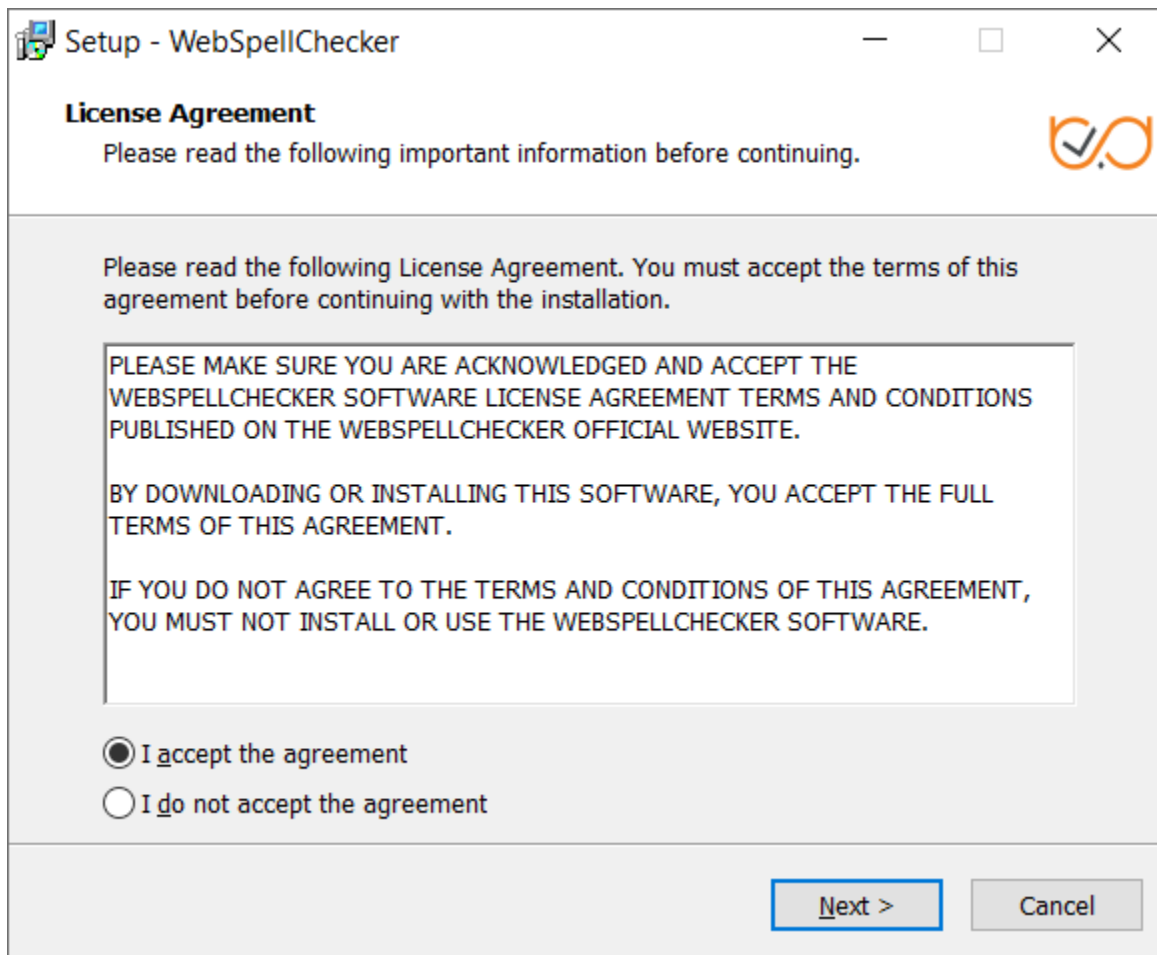 Setup - WebSpellChecker
License Agreement
Please read the following important information before continuing.
Please read the following License Agreement. You must accept the terms of this
agreement before continuing with the installation.
PLEASE MAKE SURE YOU ARE ACKNOWLEDGED AND ACCEPT THE
WEBSPELLCHECKER SOFTWARE LICENSE AGREEMENT TERMS AND CONDITIONS
PUBLISHED ON THE WEBSPELLCHECKER OFFICIAL WEBSITE.
BY DOWNLOADING OR INSTALLING THIS SOFTWARE, YOU ACCEPT THE FULL
TERMS OF THIS AGREEMENT.
IF YOU DO NOT AGREE TO THE TERMS AND CONDITIONS OF THIS AGREEMENT,
YOU MUST NOT INSTALL OR USE THE WEBSPELLCHECKER SOFTWARE.
I accept the agreement
I do not accept the agreement
Next >
Cancel